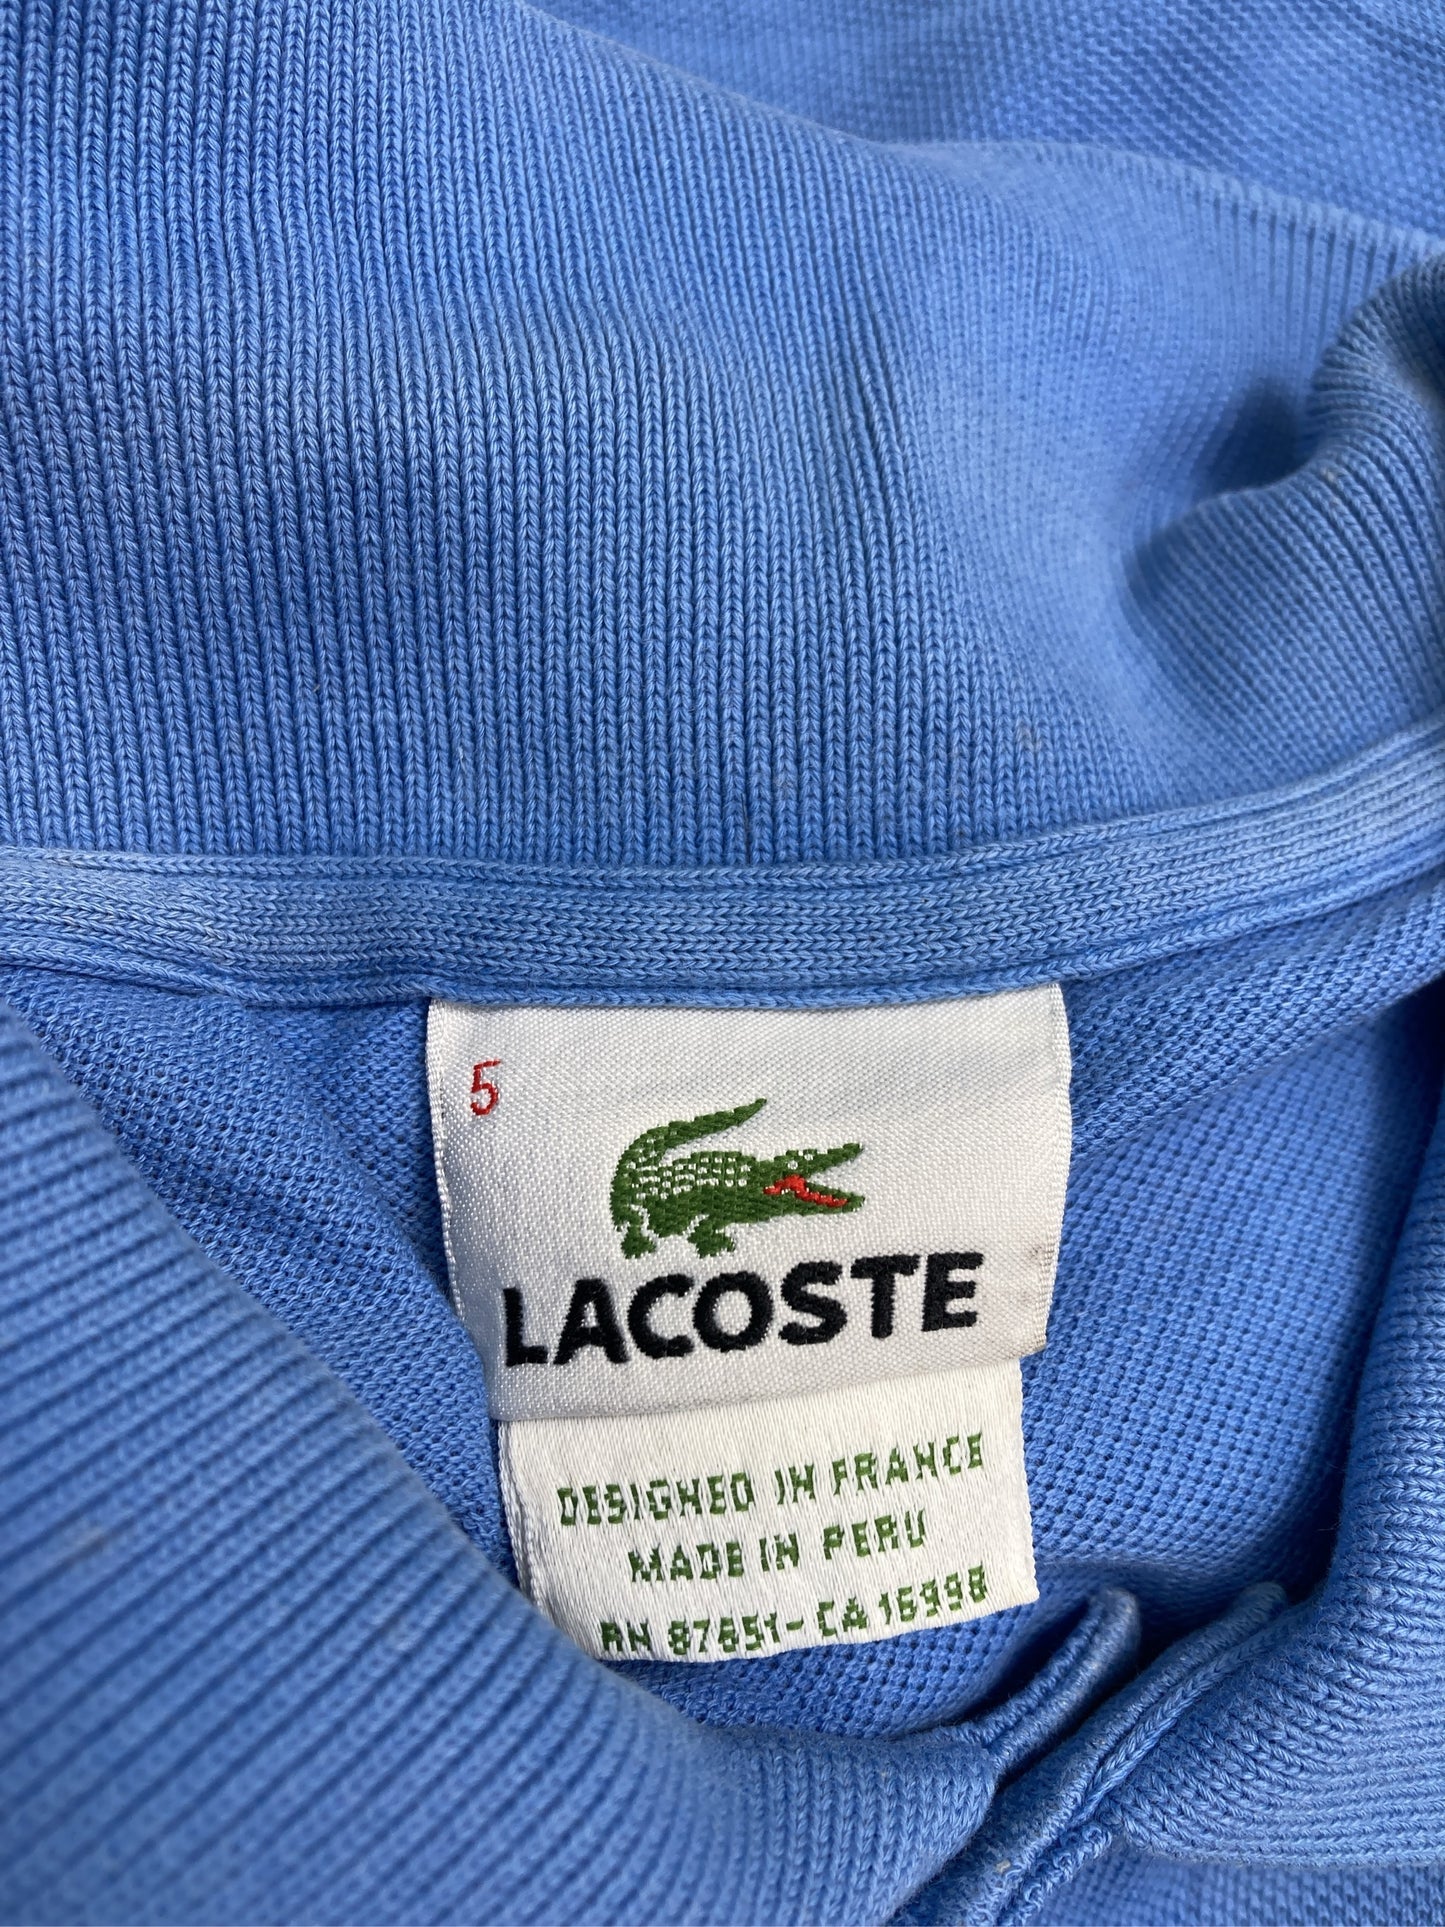 5
LACOSTE
DESIGNED IN FRANCE
MADE IN PERU
RN 87651-CA 16998